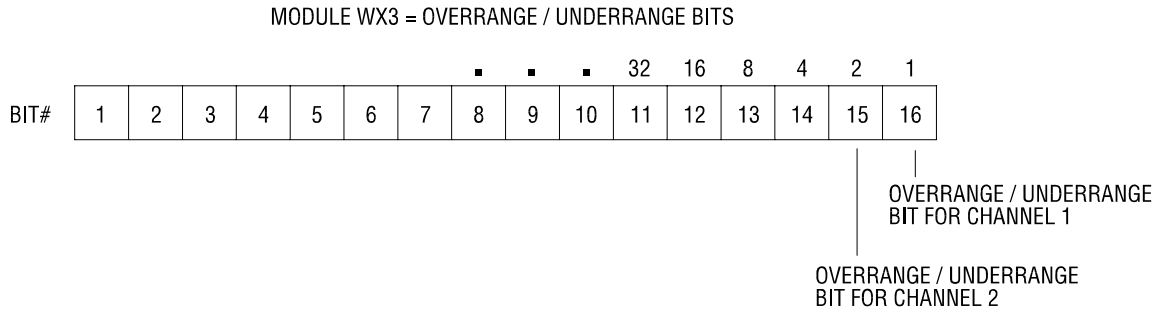 MODULE WX3 = OVERRANGE / UNDERRANGE BITS
▪ ▪ ▪ 32 16 8 4 2 1
BIT# 1 2 3 4 5 6 7 8 9 10 11 12 13 14 15 16
OVERRANGE / UNDERRANGE
BIT FOR CHANNEL 1
OVERRANGE / UNDERRANGE
BIT FOR CHANNEL 2